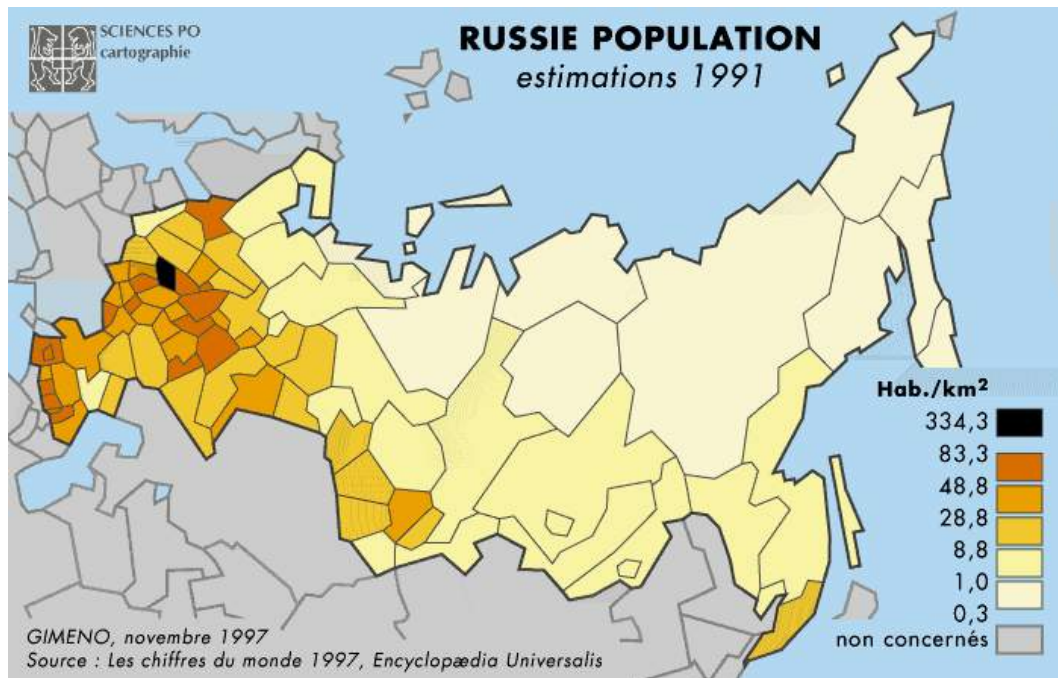 SCIENCES PO
cartographie
RUSSIE POPULATION
estimations 1991
Hab./km²
334,3
83,3
48,8
28,8
8,8
1,0
0,3
non concernés
GIMENO, novembre 1997
Source : Les chiffres du monde 1997, Encyclopædia Universalis